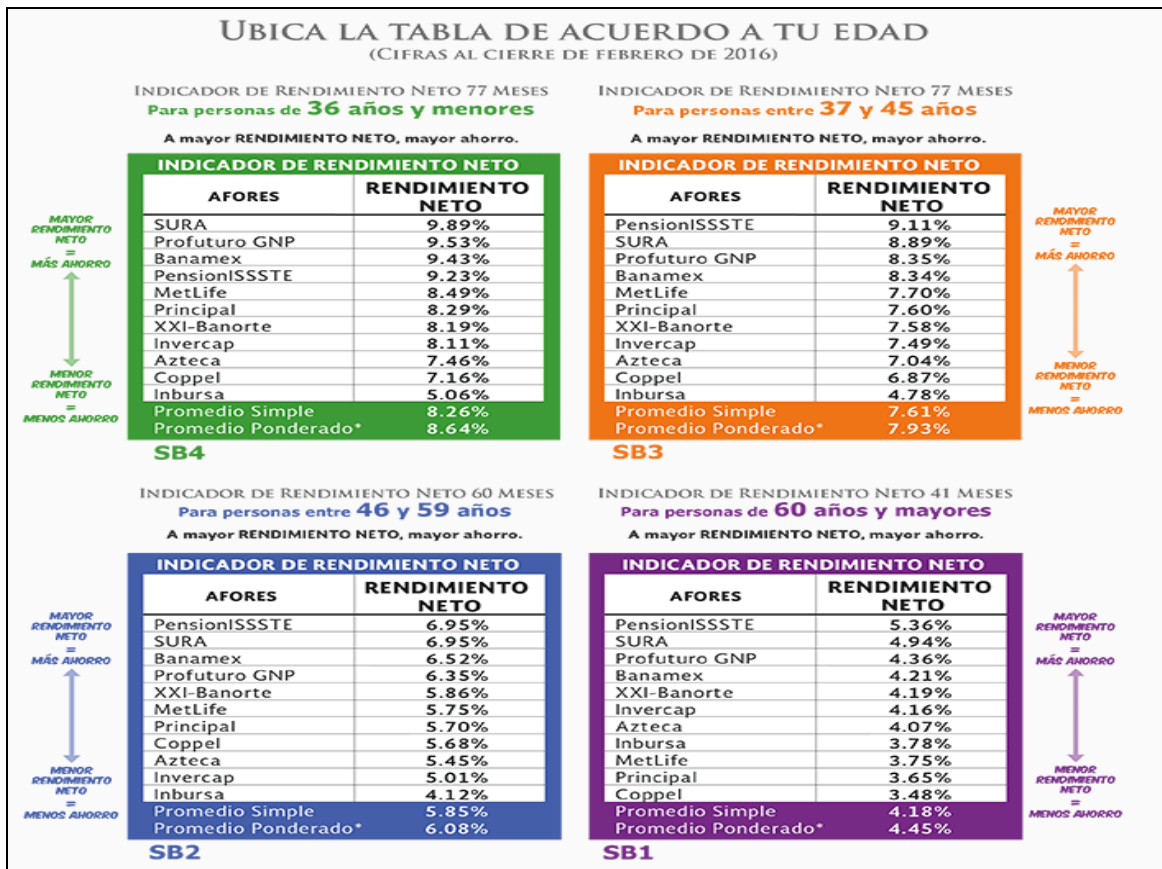 UBICA LA TABLA DE ACUERDO A TU EDAD
(CIFRAS AL CIERRE DE FEBRERO DE 2016)
INDICADOR DE RENDIMIENTO NETO 77 MESES
Para personas de 36 años y menores
A mayor RENDIMIENTO NETO, mayor ahorro.
INDICADOR DE RENDIMIENTO NETO
AFORES RENDIMIENTO NETO
SURA 9.89%
Profuturo GNP 9.53%
Banamex 9.43%
PensionISSSTE 9.23%
MetLife 8.49%
Principal 8.29%
XXI-Banorte 8.19%
Invercap 8.11%
Azteca 7.46%
Coppel 7.16%
Inbursa 5.06%
Promedio Simple 8.26%
Promedio Ponderado* 8.64%
SB4
MAYOR
RENDIMIENTO
NETO
=
MÁS AHORRO
MENOR
RENDIMIENTO
NETO
=
MENOS AHORRO
INDICADOR DE RENDIMIENTO NETO 77 MESES
Para personas entre 37 y 45 años
A mayor RENDIMIENTO NETO, mayor ahorro.
INDICADOR DE RENDIMIENTO NETO
AFORES RENDIMIENTO NETO
PensionISSSTE 9.11%
SURA 8.89%
Profuturo GNP 8.35%
Banamex 8.34%
MetLife 7.70%
Principal 7.60%
XXI-Banorte 7.58%
Invercap 7.49%
Azteca 7.04%
Coppel 6.87%
Inbursa 4.78%
Promedio Simple 7.61%
Promedio Ponderado* 7.93%
SB3
MAYOR
RENDIMIENTO
NETO
=
MÁS AHORRO
MENOR
RENDIMIENTO
NETO
=
MENOS AHORRO
INDICADOR DE RENDIMIENTO NETO 60 MESES
Para personas entre 46 y 59 años
A mayor RENDIMIENTO NETO, mayor ahorro.
INDICADOR DE RENDIMIENTO NETO
AFORES RENDIMIENTO NETO
PensionISSSTE 6.95%
SURA 6.95%
Banamex 6.52%
Profuturo GNP 6.35%
XXI-Banorte 5.86%
MetLife 5.75%
Principal 5.70%
Coppel 5.68%
Azteca 5.45%
Invercap 5.01%
Inbursa 4.12%
Promedio Simple 5.85%
Promedio Ponderado* 6.08%
SB2
MAYOR
RENDIMIENTO
NETO
=
MÁS AHORRO
MENOR
RENDIMIENTO
NETO
=
MENOS AHORRO
INDICADOR DE RENDIMIENTO NETO 41 MESES
Para personas de 60 años y mayores
A mayor RENDIMIENTO NETO, mayor ahorro.
INDICADOR DE RENDIMIENTO NETO
AFORES RENDIMIENTO NETO
PensionISSSTE 5.36%
SURA 4.94%
Profuturo GNP 4.36%
Banamex 4.21%
XXI-Banorte 4.19%
Invercap 4.16%
Azteca 4.07%
Inbursa 3.78%
MetLife 3.75%
Principal 3.65%
Coppel 3.48%
Promedio Simple 4.18%
Promedio Ponderado* 4.45%
SB1
MAYOR
RENDIMIENTO
NETO
=
MÁS AHORRO
MENOR
RENDIMIENTO
NETO
=
MENOS AHORRO